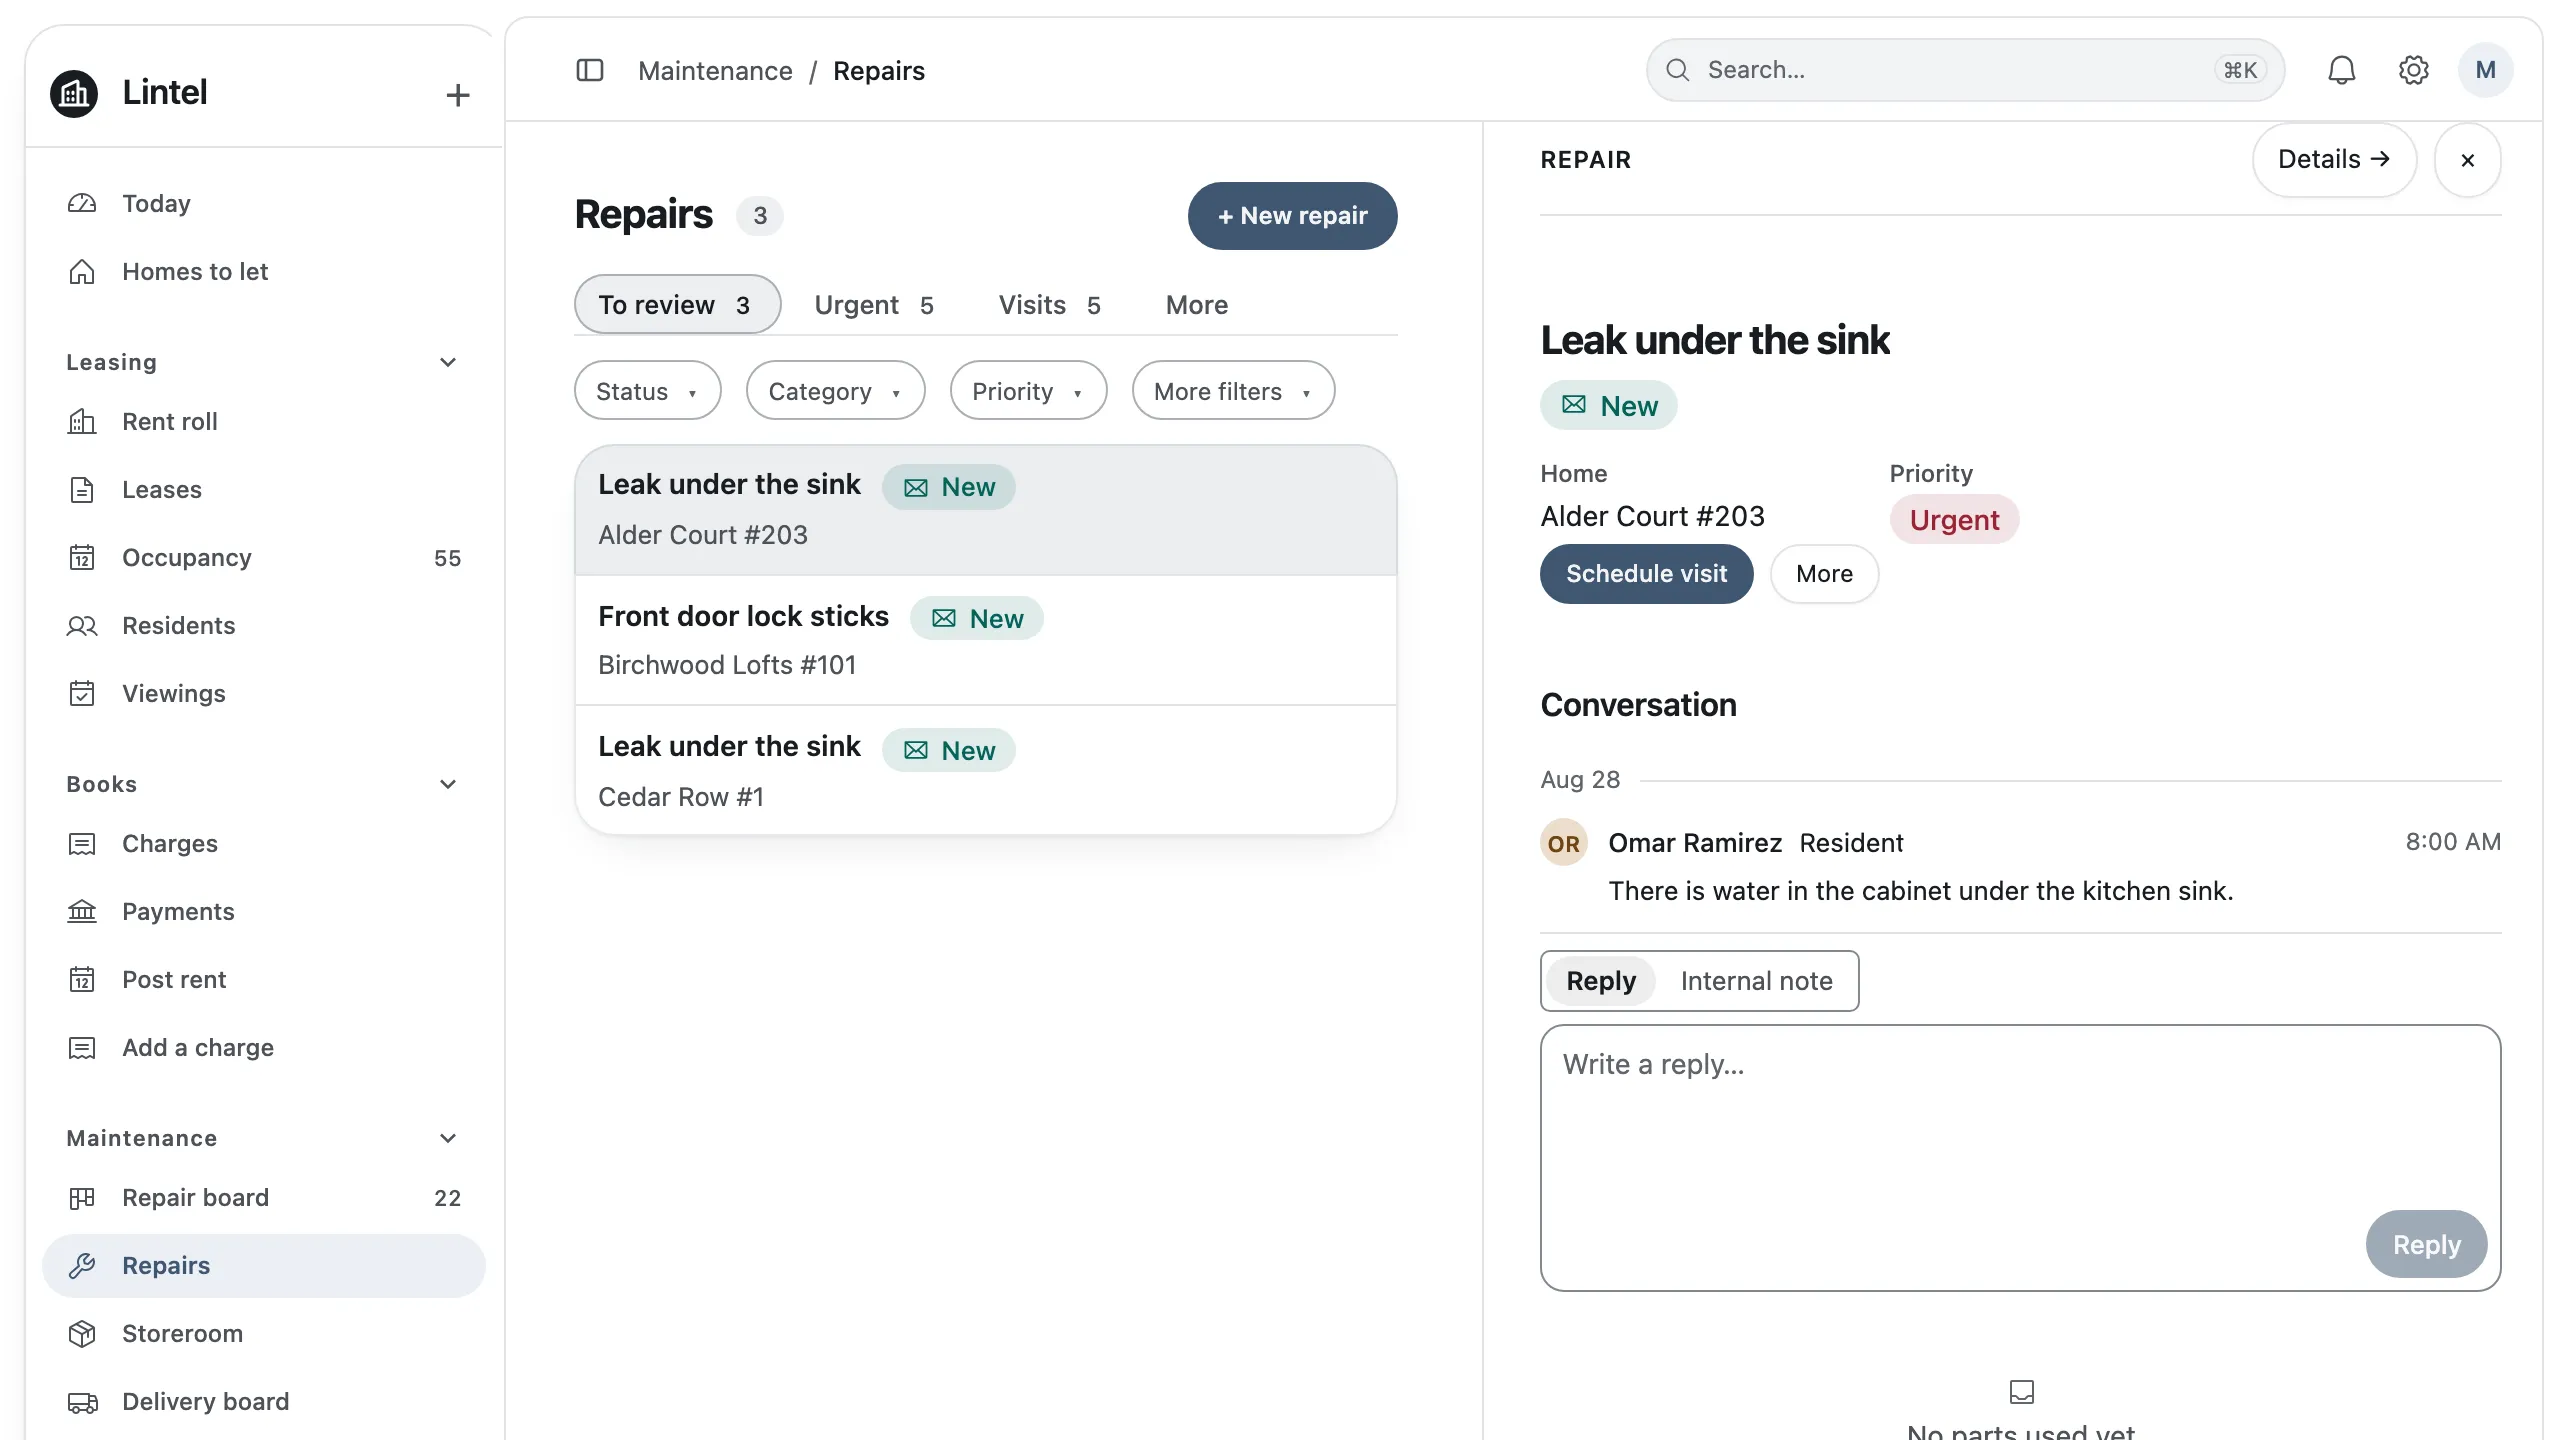 Lintel
+
Today
Homes to let
Leasing
Rent roll
Leases
12 Occupancy 55
Residents
Viewings
Books
Charges
Payments
12 Post rent
Add a charge
Maintenance
Repair board 22
Repairs
Storeroom
Delivery board
Maintenance / Repairs
Search... ⌘K
M
Repairs 3
+ New repair
To review 3 Urgent 5 Visits 5 More
Status ▾ Category ▾ Priority ▾ More filters ▾
Leak under the sink New
Alder Court #203
Front door lock sticks New
Birchwood Lofts #101
Leak under the sink New
Cedar Row #1
REPAIR Details → ×
Leak under the sink
New
Home Priority
Alder Court #203 Urgent
Schedule visit More
Conversation
Aug 28
OR Omar Ramirez Resident 8:00 AM
There is water in the cabinet under the kitchen sink.
Reply Internal note
Write a reply...
Reply
No parts used yet